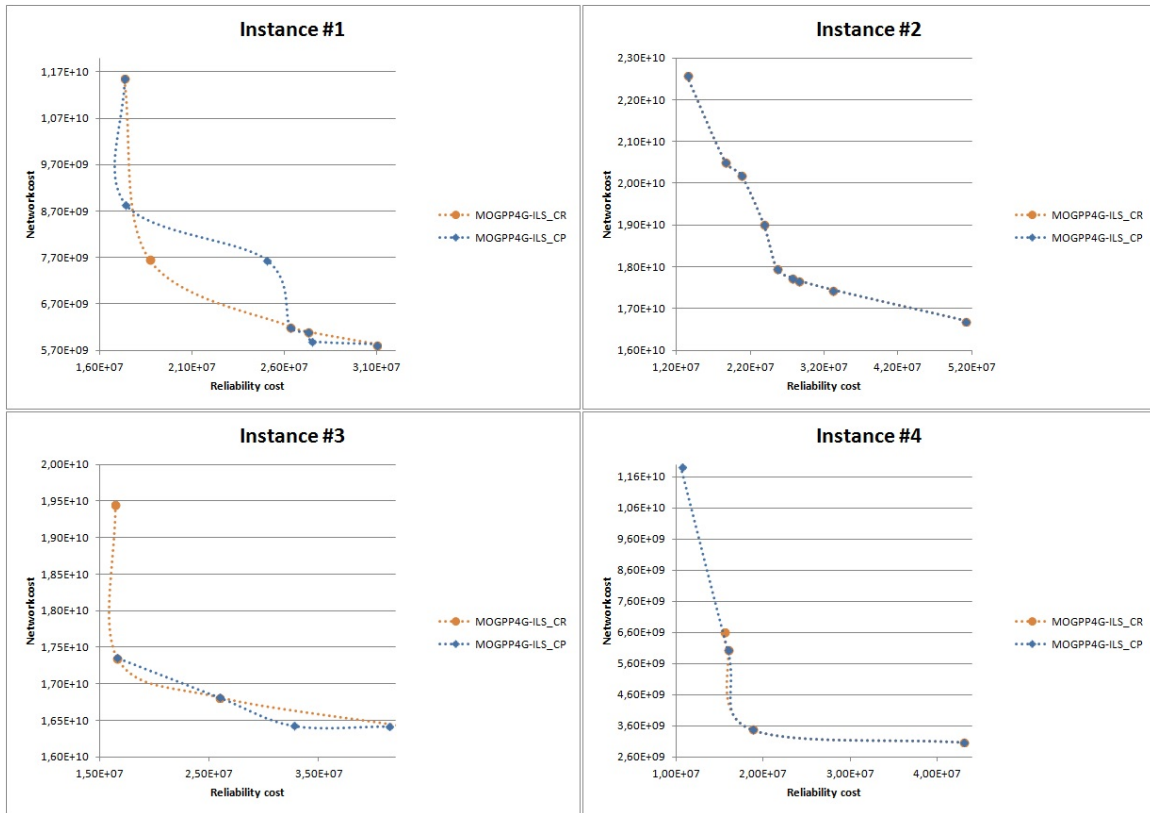 Instance #1
1,17E+10
1,07E+10
9,70E+09
8,70E+09
7,70E+09
6,70E+09
5,70E+09
Networkcost
1,60E+07 2,10E+07 2,60E+07 3,10E+07
Reliability cost
MOGPP4G-ILS_CR
MOGPP4G-ILS_CP
Instance #2
2,30E+10
2,20E+10
2,10E+10
2,00E+10
1,90E+10
1,80E+10
1,70E+10
1,60E+10
Networkcost
1,20E+07 2,20E+07 3,20E+07 4,20E+07 5,20E+07
Reliability cost
MOGPP4G-ILS_CR
MOGPP4G-ILS_CP
Instance #3
2,00E+10
1,95E+10
1,90E+10
1,85E+10
1,80E+10
1,75E+10
1,70E+10
1,65E+10
1,60E+10
Networkcost
1,50E+07 2,50E+07 3,50E+07
Reliability cost
MOGPP4G-ILS_CR
MOGPP4G-ILS_CP
Instance #4
1,16E+10
1,06E+10
9,60E+09
8,60E+09
7,60E+09
6,60E+09
5,60E+09
4,60E+09
3,60E+09
2,60E+09
Networkcost
1,00E+07 2,00E+07 3,00E+07 4,00E+07
Reliability cost
MOGPP4G-ILS_CR
MOGPP4G-ILS_CP